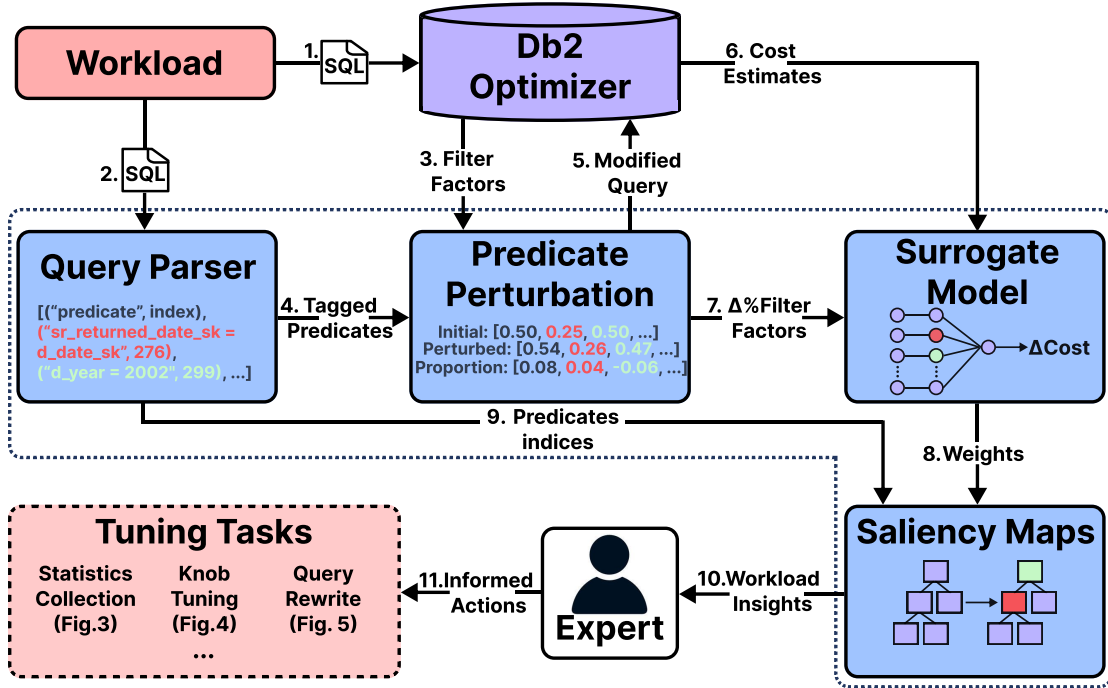 Workload
1.
SQL
Db2
Optimizer
6. Cost
Estimates
2.
SQL
3. Filter
Factors
5. Modified
Query
Query Parser
[(“predicate”, index),
(“sr_returned_date_sk =
d_date_sk”, 276),
(“d_year = 2002", 299), ...]
4. Tagged
Predicates
Predicate
Perturbation
Initial: [0.50, 0.25, 0.50, ...]
Perturbed: [0.54, 0.26, 0.47, ...]
Proportion: [0.08, 0.04, -0.06, ...]
7. Δ%Filter
Factors
Surrogate
Model
ΔCost
9. Predicates
indices
8.Weights
Tuning Tasks
Statistics
Collection
(Fig.3)
Knob
Tuning
(Fig.4)
Query
Rewrite
(Fig. 5)
...
11.Informed
Actions
Expert
10.Workload
Insights
Saliency Maps